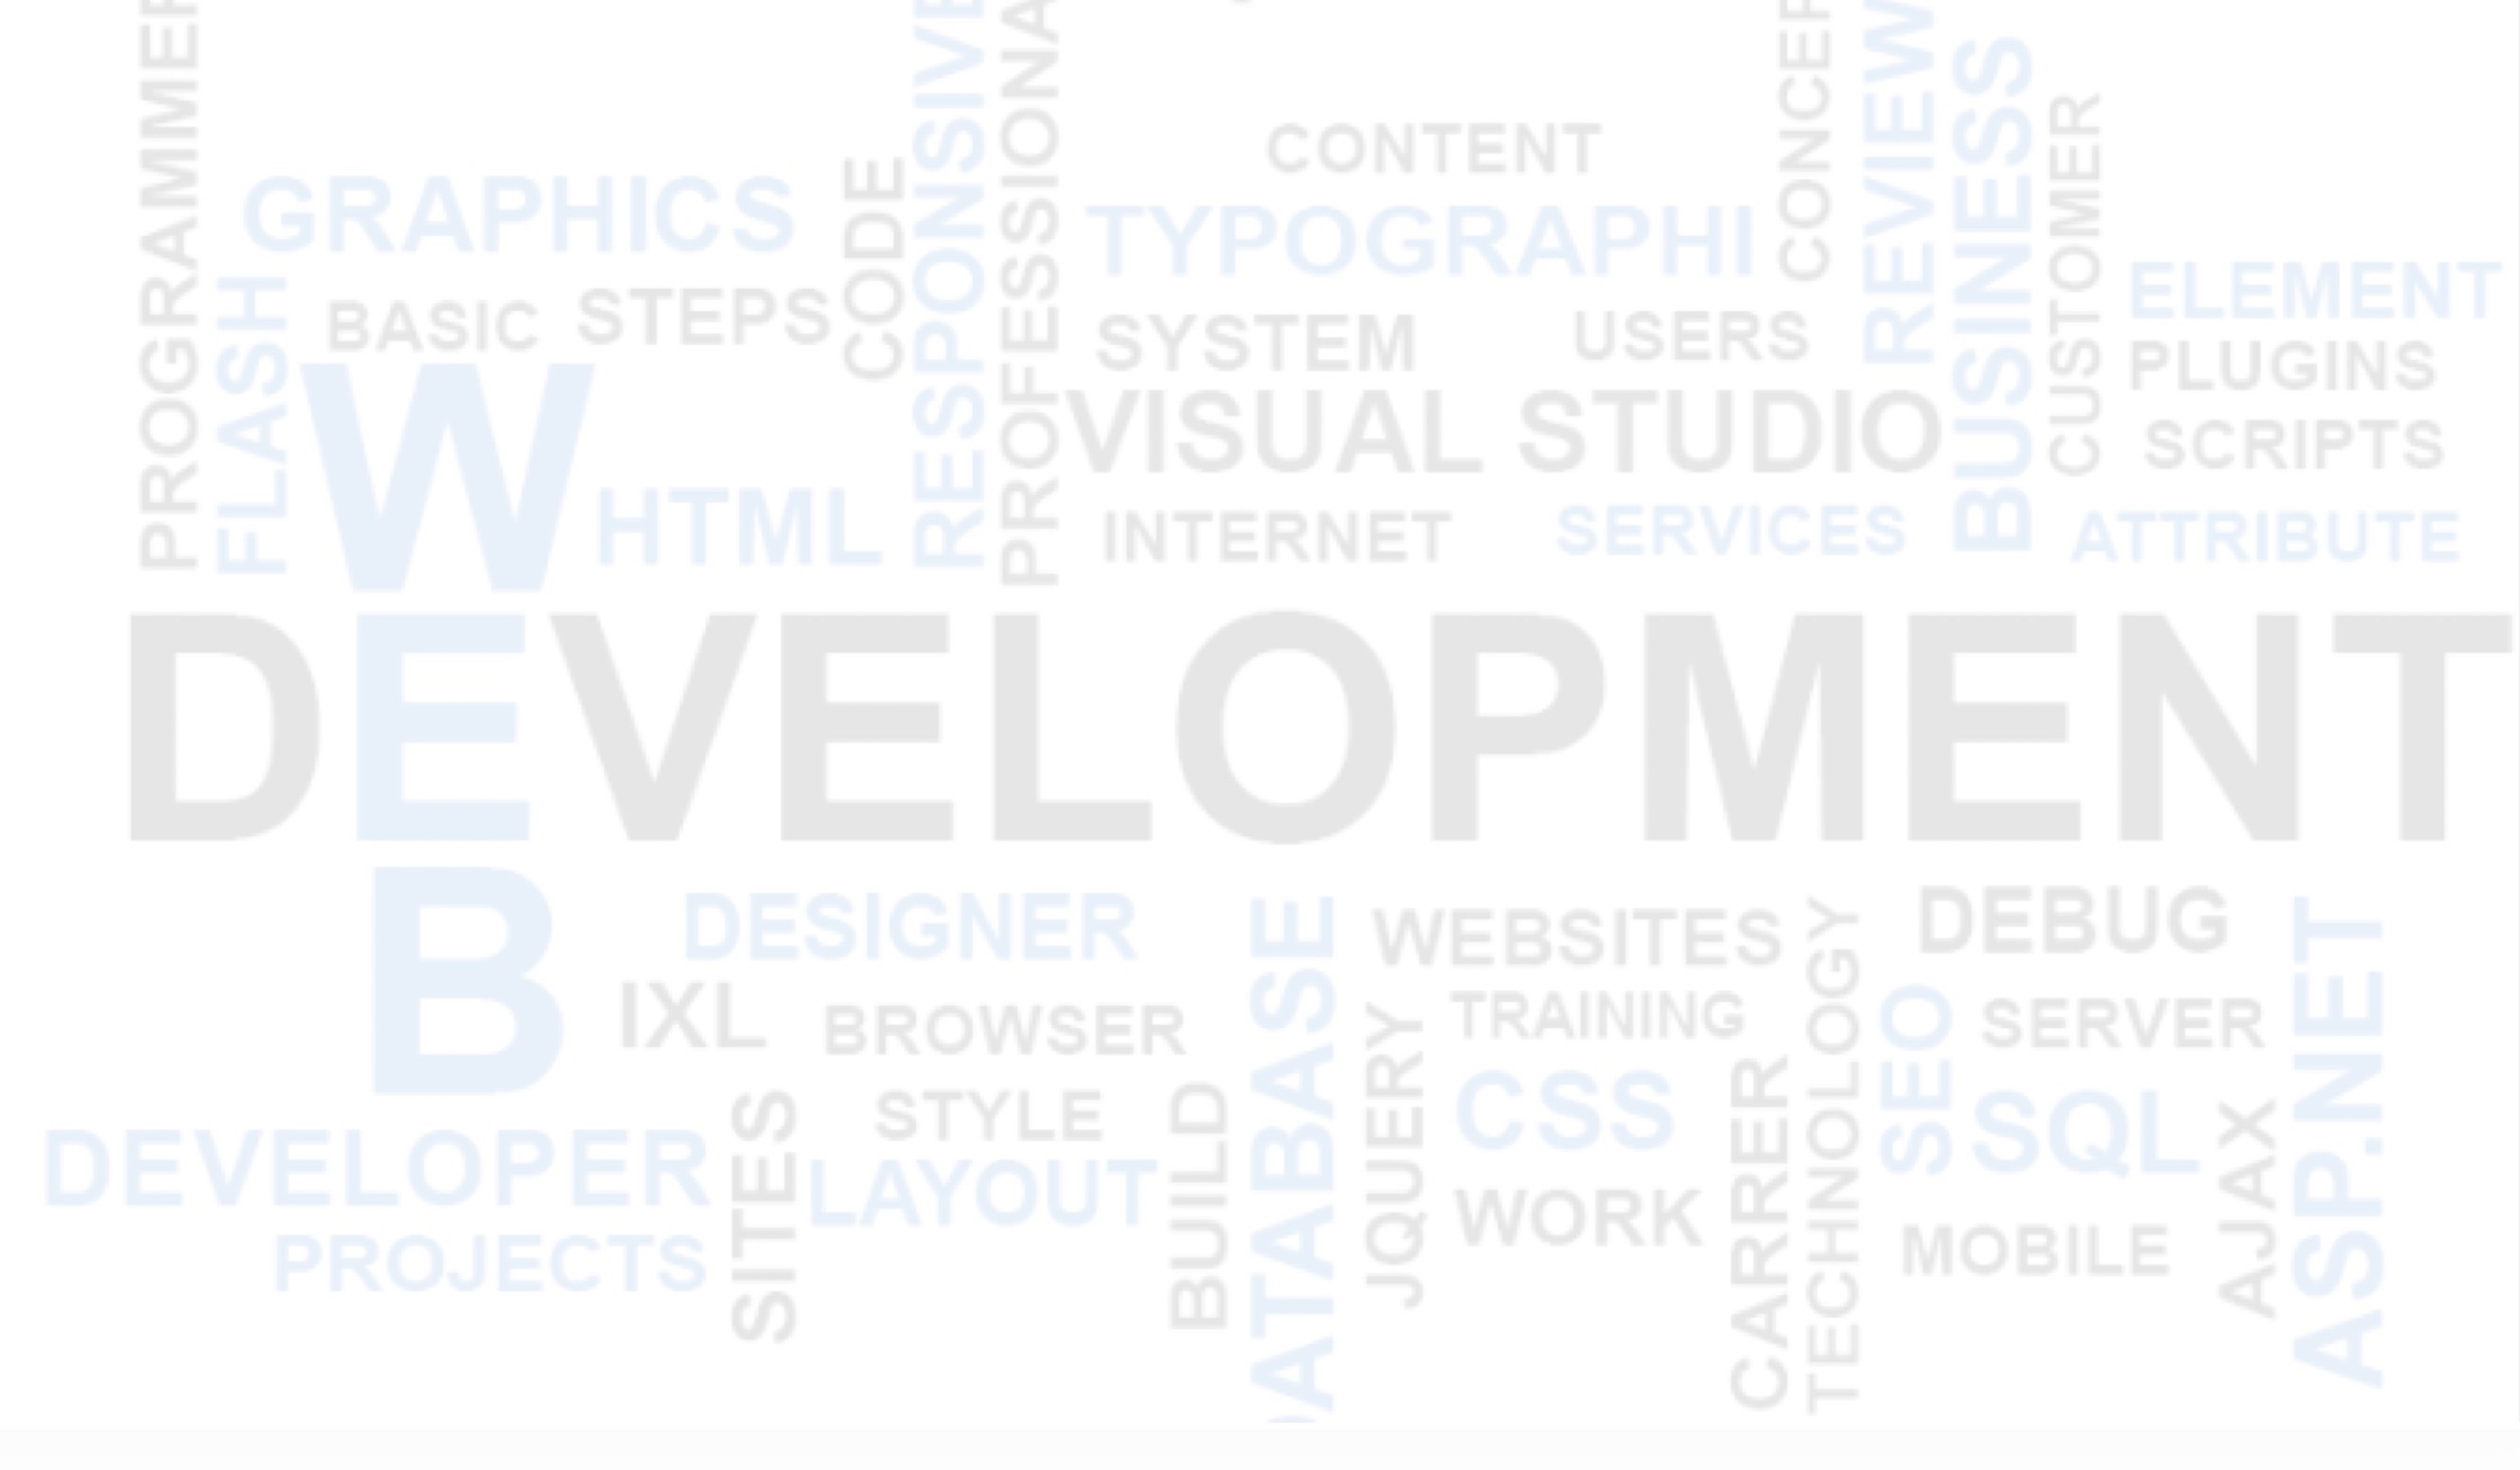 PROGRAMMER
GRAPHICS
FLASH
BASIC
STEPS
CODE
RESPONSIVE
PROFESSIONA
CONTENT
TYPOGRAPHI
CONCEP
REVIEW
BUSINESS
CUSTOMER
ELEMENT
PLUGINS
SCRIPTS
ATTRIBUTE
SYSTEM
USERS
VISUAL STUDIO
INTERNET
SERVICES
HTML
WEB
DEVELOPMENT
DESIGNER
IXL
BROWSER
STYLE
LAYOUT
DEVELOPER
PROJECTS
SITES
BUILD
DATABASE
JQUERY
WEBSITES
TRAINING
CSS
WORK
CARRER
TECHNOLOGY
SEO
DEBUG
SERVER
SQL
MOBILE
AJAX
ASP.NET